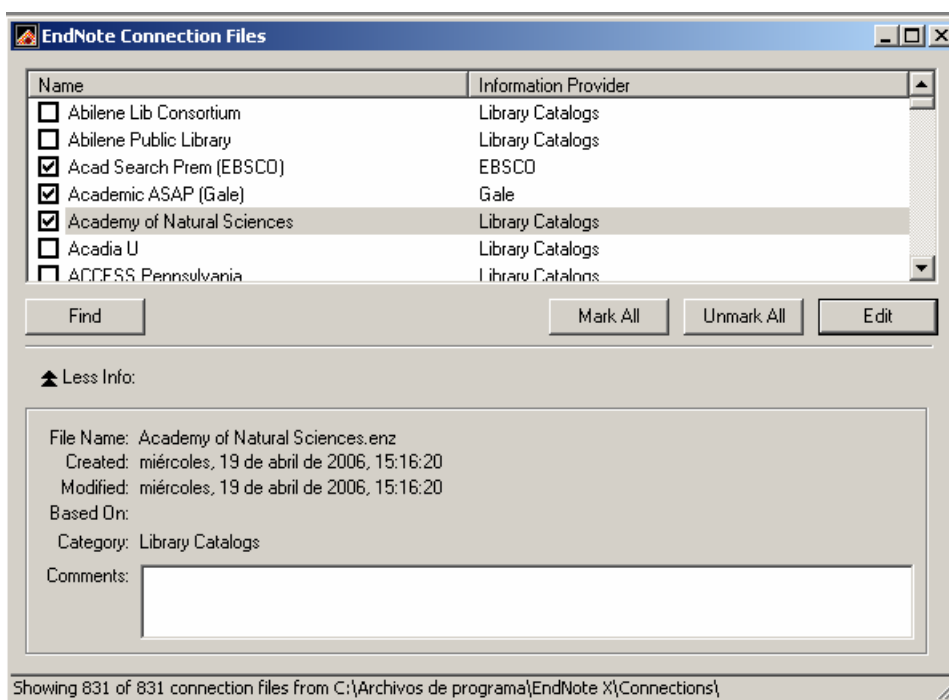 EndNote Connection Files
Name Information Provider
Abilene Lib Consortium Library Catalogs
Abilene Public Library Library Catalogs
Acad Search Prem (EBSCO) EBSCO
Academic ASAP (Gale) Gale
Academy of Natural Sciences Library Catalogs
Acadia U Library Catalogs
ACCESS Pennsylvania Library Catalogs
Find Mark All Unmark All Edit
Less Info:
File Name: Academy of Natural Sciences.enz
Created: miércoles, 19 de abril de 2006, 15:16:20
Modified: miércoles, 19 de abril de 2006, 15:16:20
Based On:
Category: Library Catalogs
Comments:
Showing 831 of 831 connection files from C:\Archivos de programa\EndNote X\Connections\